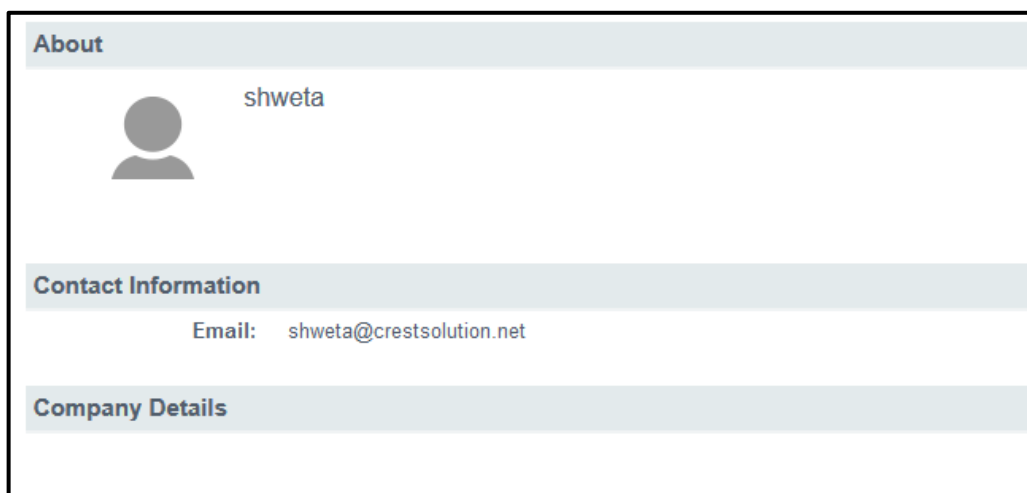 About
shweta
Contact Information
Email: shweta@crestsolution.net
Company Details